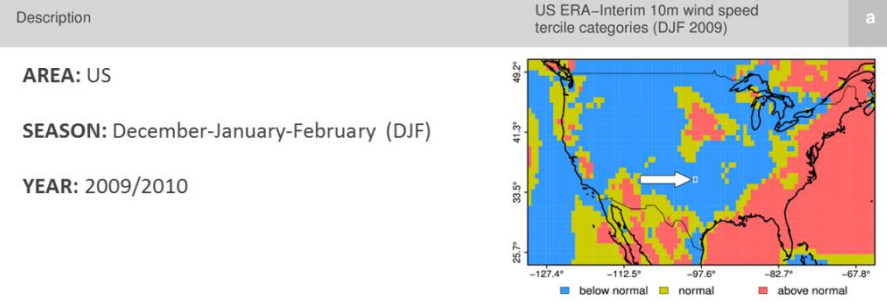 Description
US ERA–Interim 10m wind speed
tercile categories (DJF 2009)
a
AREA: US
SEASON: December-January-February (DJF)
YEAR: 2009/2010
49.2°
41.3°
33.5°
25.7°
−127.4°
−112.5°
−97.6°
−82.7°
−67.8°
below normal
normal
above normal